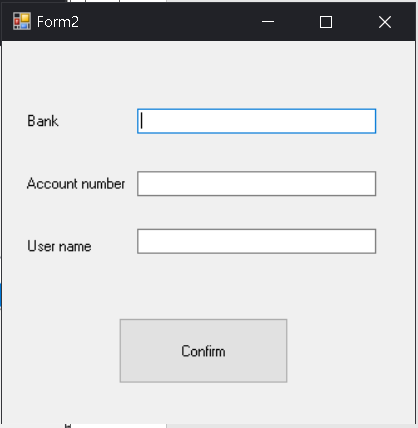 Form2
Bank
Account number
User name
Confirm